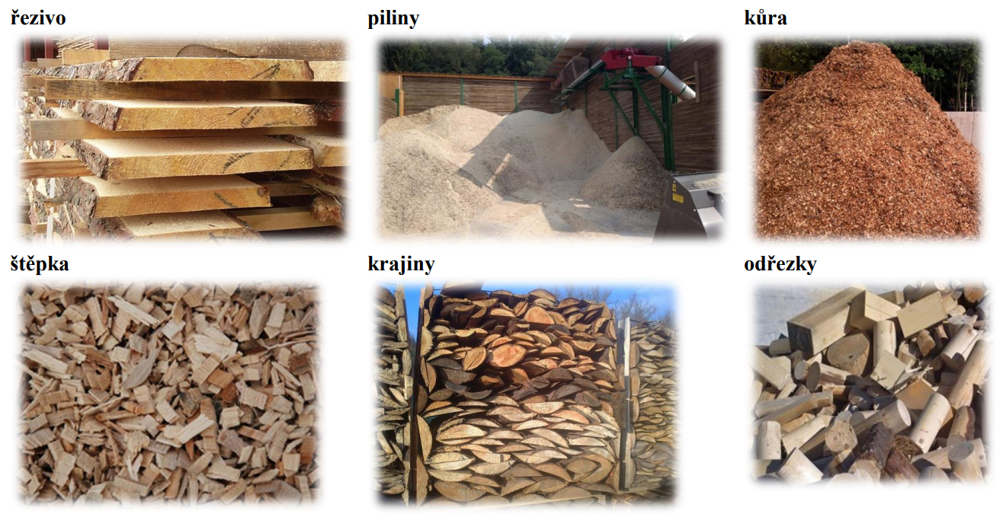 řezivo
piliny
kůra
štěpka
krajiny
odřezky